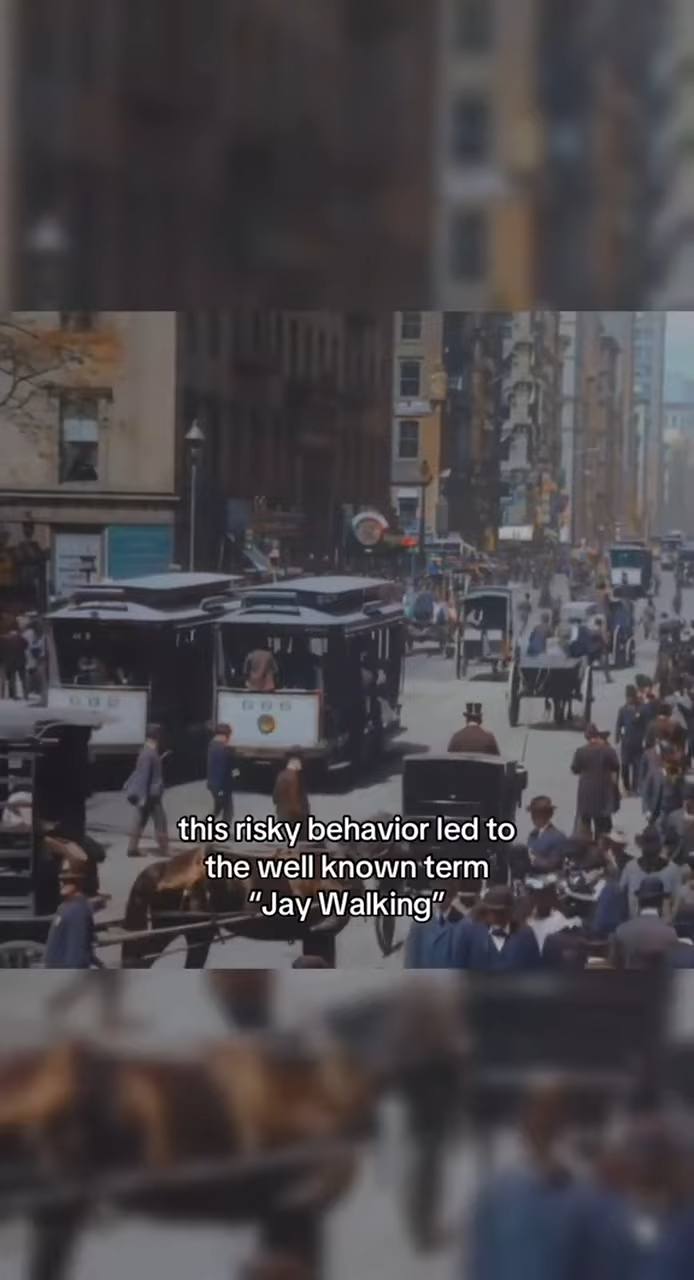 this risky behavior led to
the well known term
“Jay Walking”